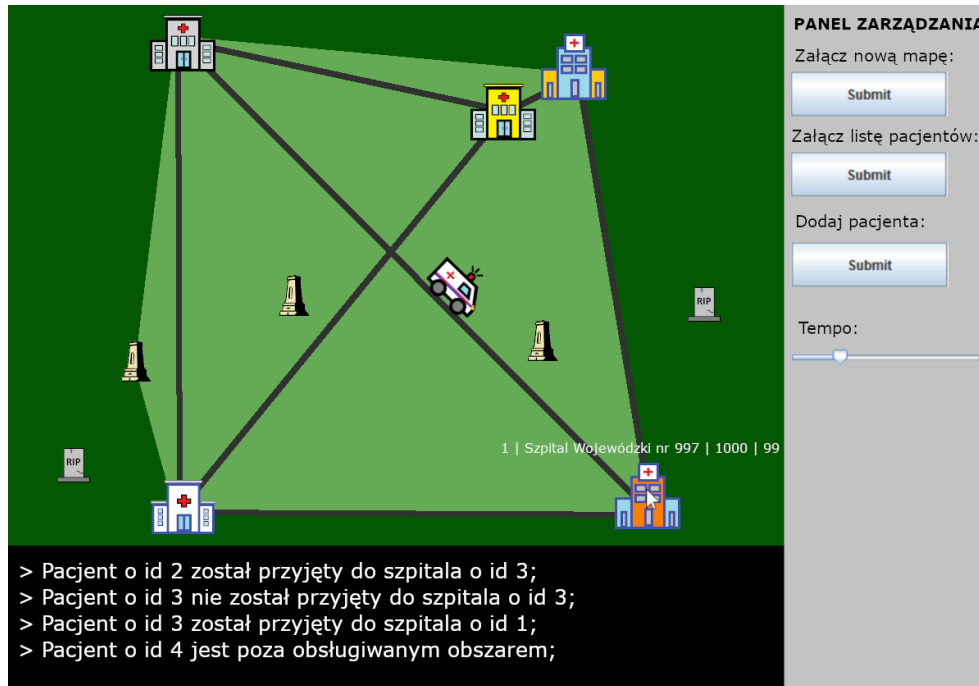 PANEL ZARZĄDZANIA
Załącz nową mapę:
Submit
Załącz listę pacjentów:
Submit
Dodaj pacjenta:
Submit
Tempo:
RIP
RIP
1 | Szpital Wojewódzki nr 997 | 1000 | 99
> Pacjent o id 2 został przyjęty do szpitala o id 3;
> Pacjent o id 3 nie został przyjęty do szpitala o id 3;
> Pacjent o id 3 został przyjęty do szpitala o id 1;
> Pacjent o id 4 jest poza obsługiwanym obszarem;